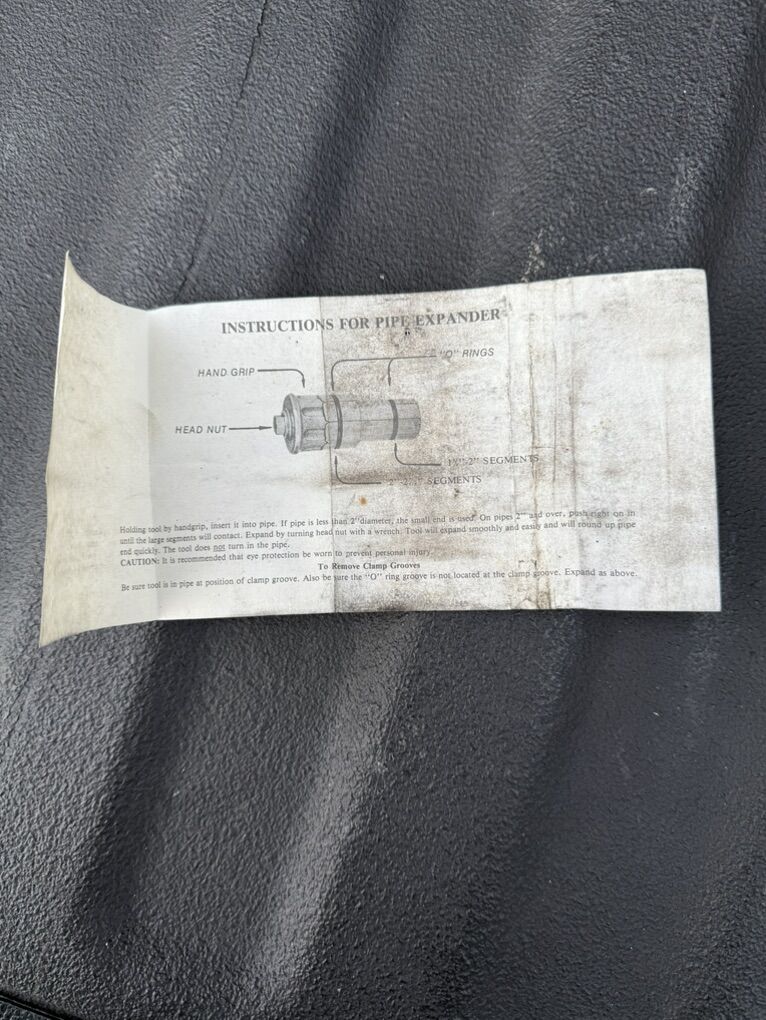 INSTRUCTIONS FOR PIPE EXPANDER
"O" RINGS
HAND GRIP
HEAD NUT
SEGMENTS
SEGMENTS
Holding tool by handgrip, insert it into pipe. If pipe is less than 2" diameter, the small end is used. On pipes 2" and over, push right on in
until the large segments will contact. Expand by turning head nut with a wrench. Tool will expand smoothly and easily and will round up pipe
end quickly. The tool does not turn in the pipe.
CAUTION: It is recommended that eye protection be worn to prevent personal injury.
To Remove Clamp Grooves
Be sure tool is in pipe at position of clamp groove. Also be sure the "O" ring groove is not located at the clamp groove. Expand as above.